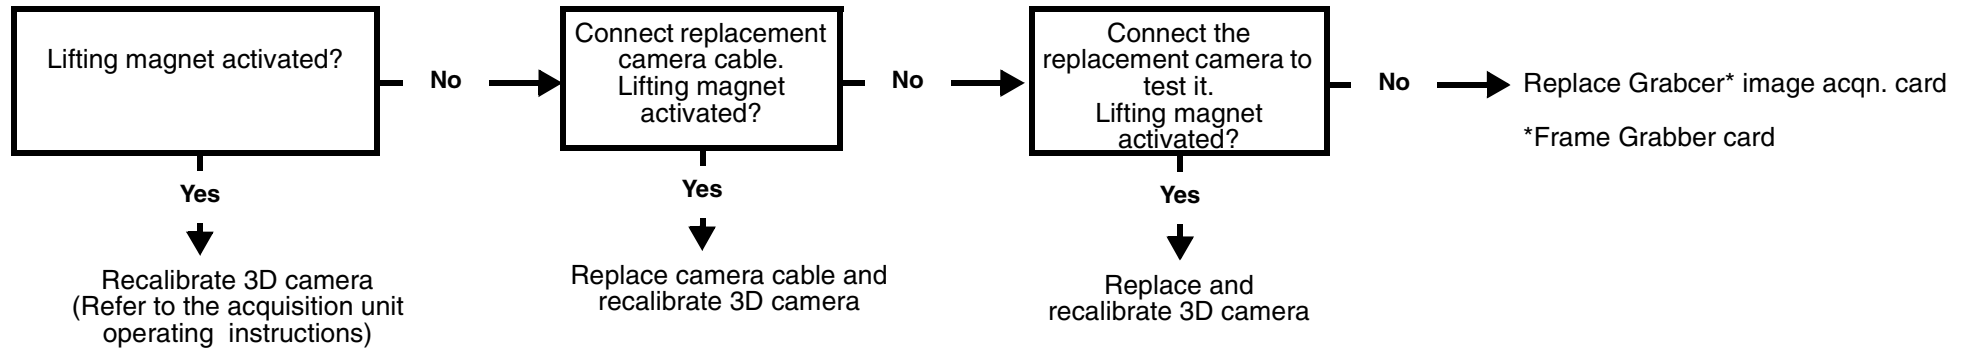 Lifting magnet activated?
No
Connect replacement
camera cable.
Lifting magnet
activated?
No
Connect the
replacement camera to
test it.
Lifting magnet
activated?
No
Replace Grabcer* image acqn. card
*Frame Grabber card
Yes
Yes
Yes
Recalibrate 3D camera
(Refer to the acquisition unit
operating instructions)
Replace camera cable and
recalibrate 3D camera
Replace and
recalibrate 3D camera